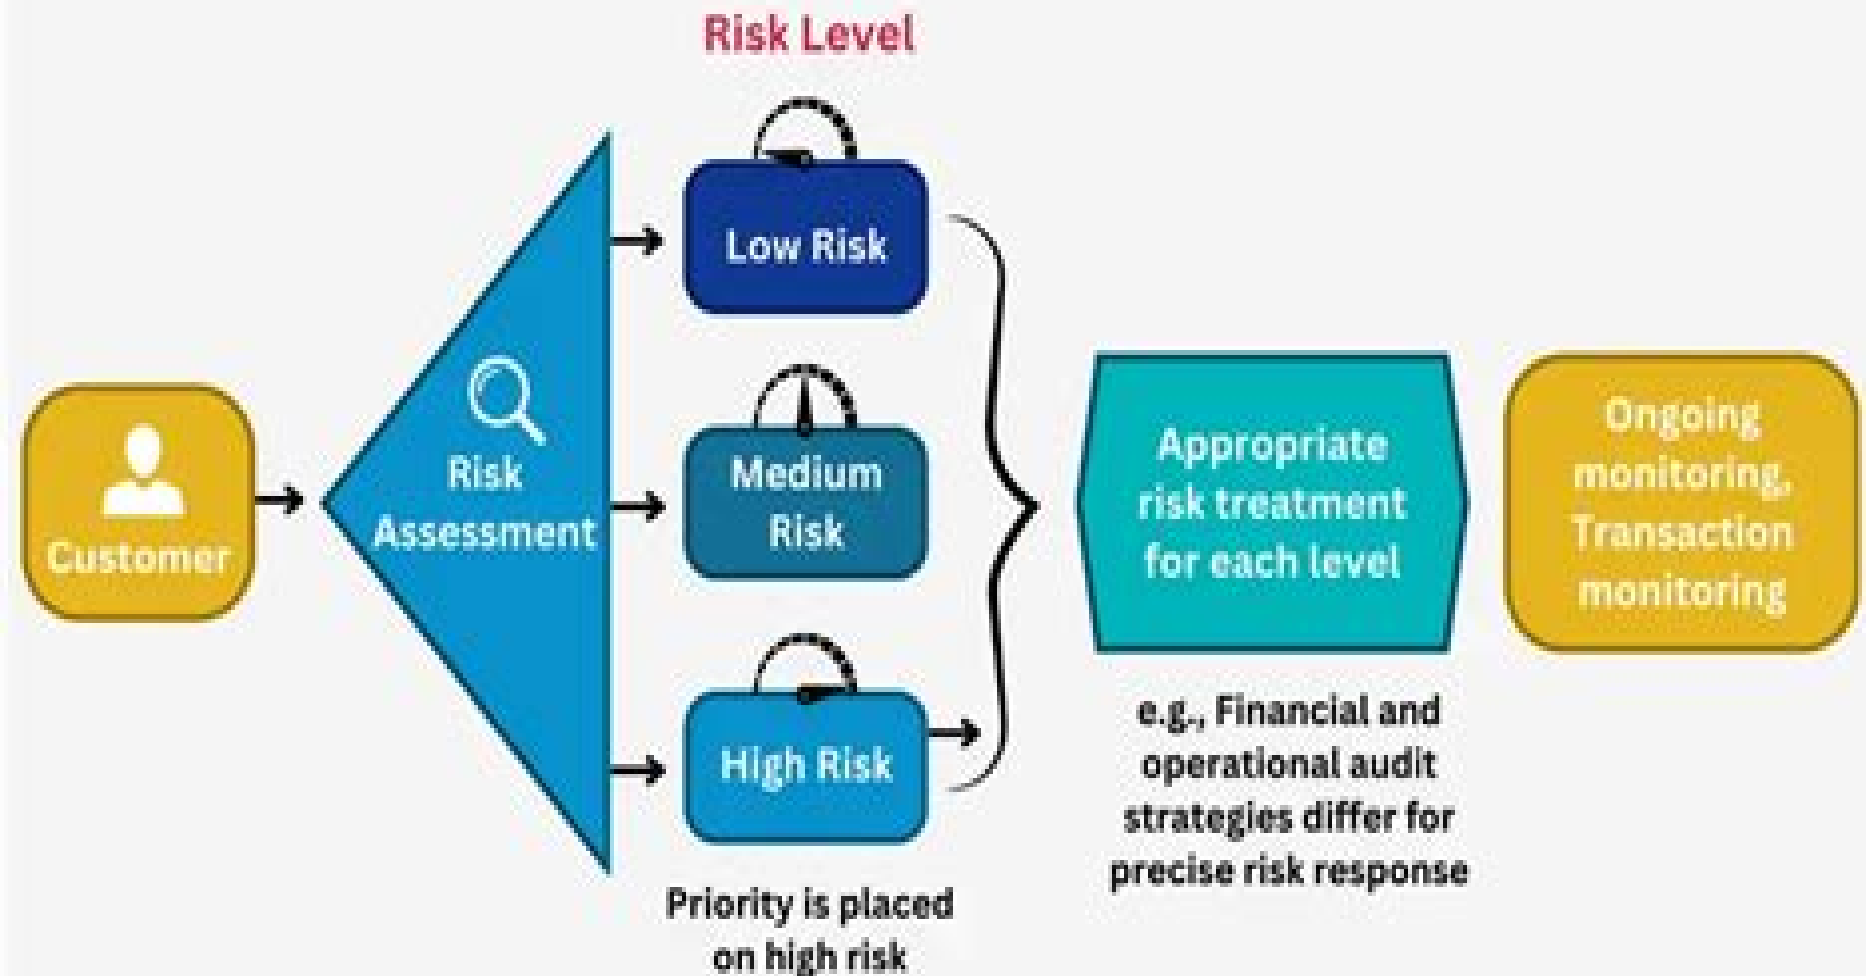 Risk Level
Customer
Risk
Assessment
Low Risk
Medium
Risk
High Risk
Priority is placed
on high risk
Appropriate
risk treatment
for each level
e.g., Financial and
operational audit
strategies differ for
precise risk response
Ongoing
monitoring,
Transaction
monitoring